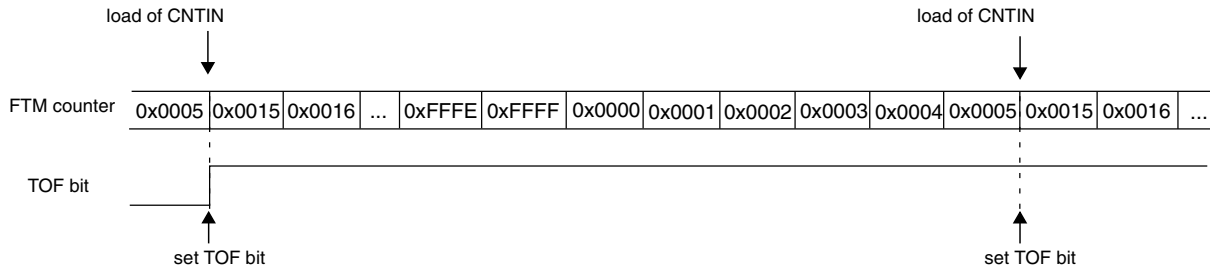 load of CNTIN load of CNTIN
FTM counter 0x0005 0x0015 0x0016 ... 0xFFFE 0xFFFF 0x0000 0x0001 0x0002 0x0003 0x0004 0x0005 0x0015 0x0016 ...
TOF bit
set TOF bit set TOF bit